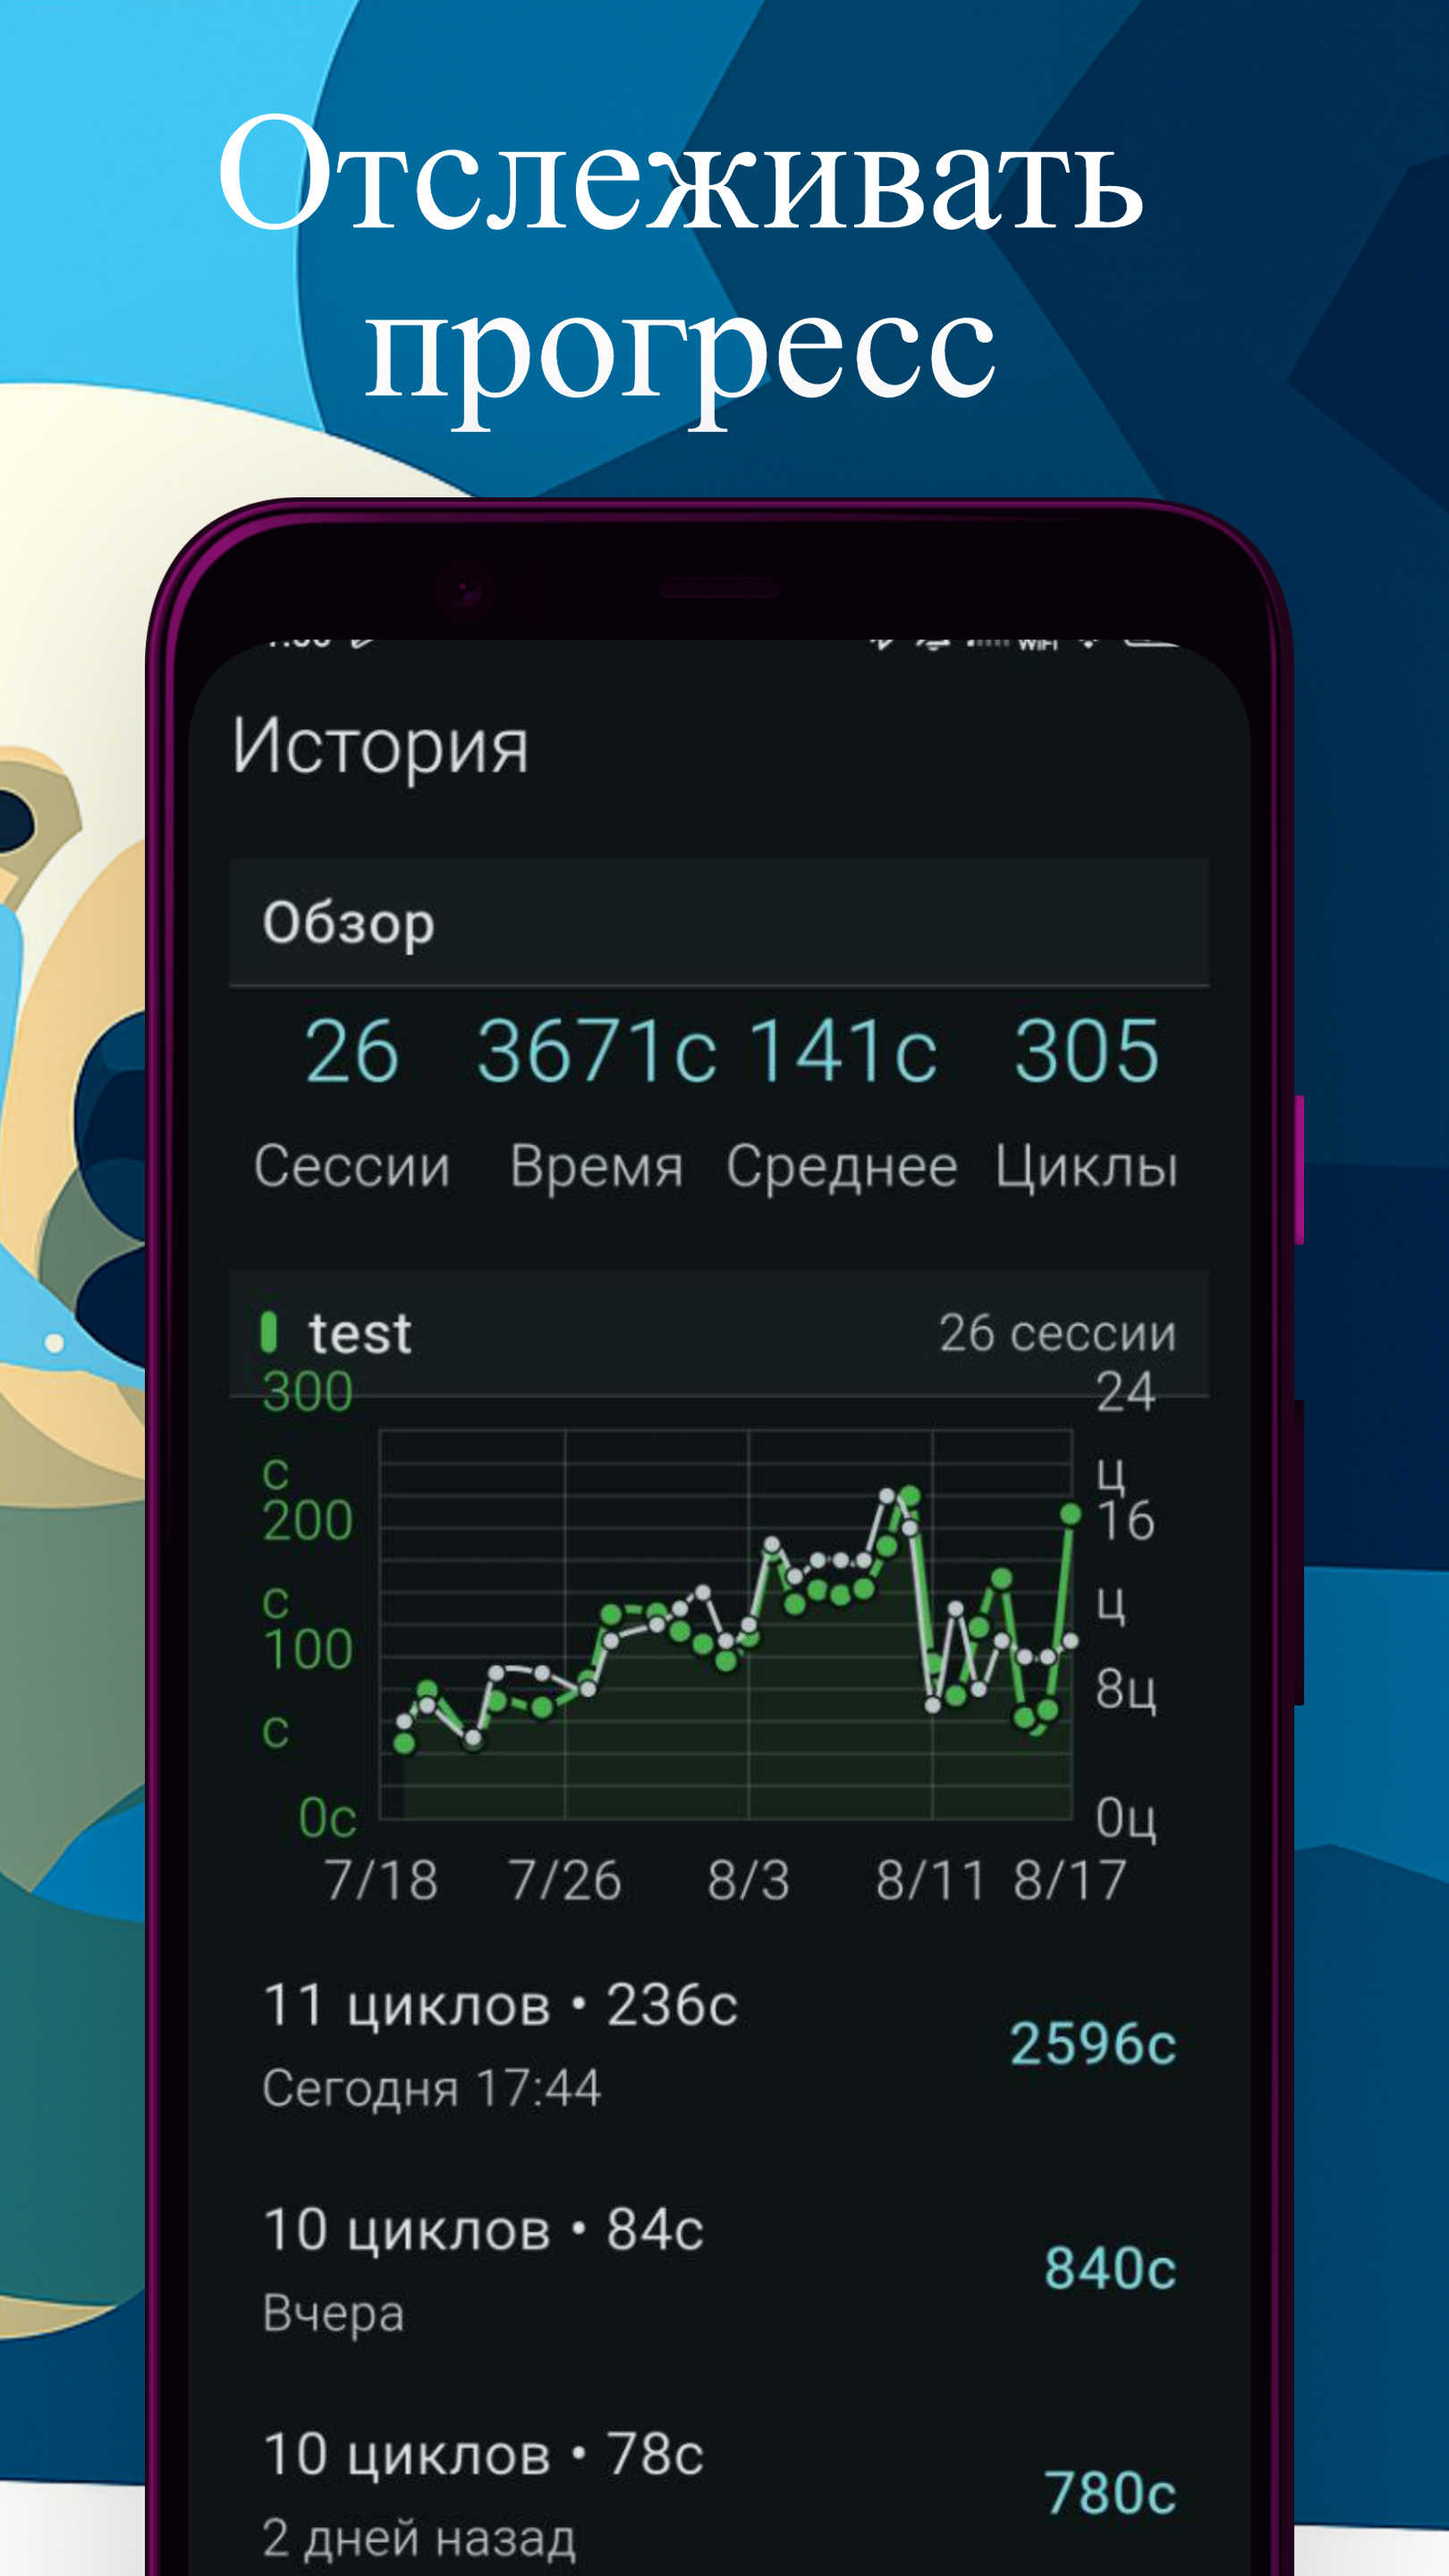 Отслеживать
прогресс
WiFi
История
Обзор
26 3671с 141с 305
Сессии Время Среднее Циклы
test 26 сессии
300 24
с ц
200 16
с ц
100
8ц
с
0с 0ц
7/18 7/26 8/3 8/11 8/17
11 циклов • 236с
2596с
Сегодня 17:44
10 циклов • 84с
840с
Вчера
10 циклов • 78с
780с
2 дней назад